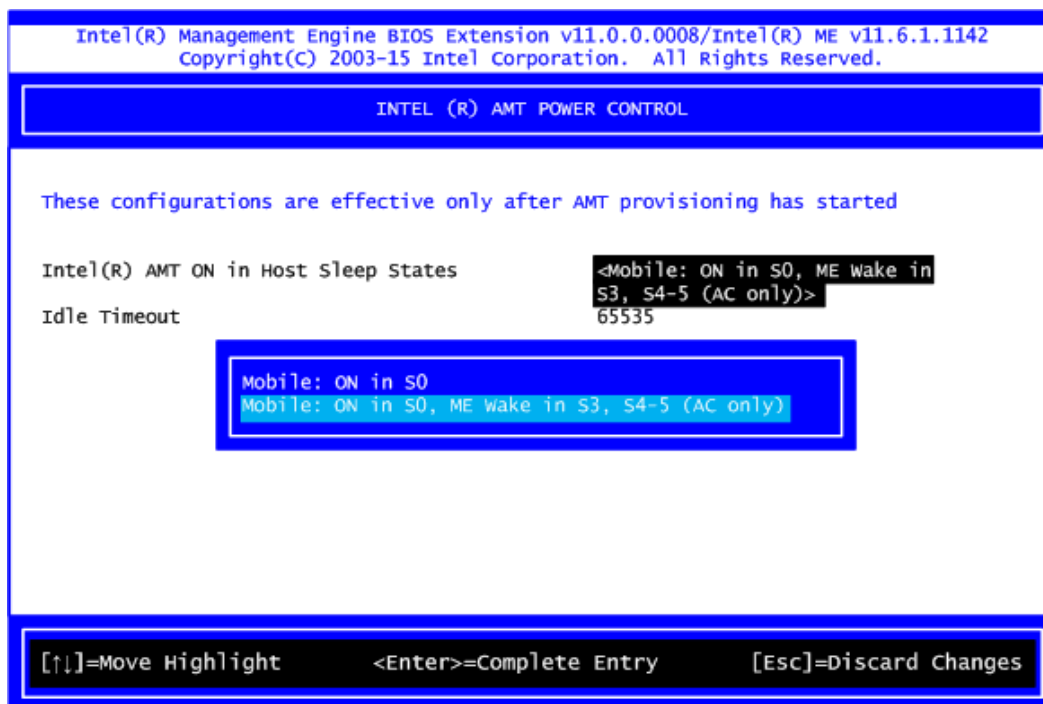 Intel(R) Management Engine BIOS Extension v11.0.0.0008/Intel(R) ME v11.6.1.1142
Copyright(C) 2003-15 Intel Corporation. All Rights Reserved.
INTEL (R) AMT POWER CONTROL
These configurations are effective only after AMT provisioning has started
Intel(R) AMT ON in Host Sleep States <Mobile: ON in S0, ME Wake in
S3, S4-5 (AC only)>
Idle Timeout 65535
Mobile: ON in S0
Mobile: ON in S0, ME Wake in S3, S4-5 (AC only)
[↑↓]=Move Highlight <Enter>=Complete Entry [Esc]=Discard Changes